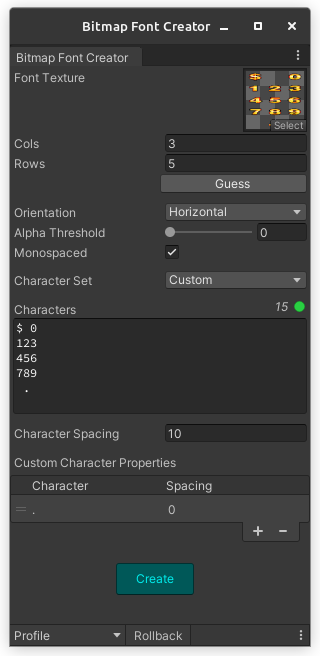 Bitmap Font Creator
Bitmap Font Creator
Font Texture
$ 0
1 2 3
4 5 6
7 8 9
Select
Cols 3
Rows 5
Guess
Orientation Horizontal
Alpha Threshold 0
Monospaced
Character Set Custom
Characters 15
$ 0
123
456
789
.
Character Spacing 10
Custom Character Properties
Character Spacing
. 0
+ −
Create
Profile Rollback